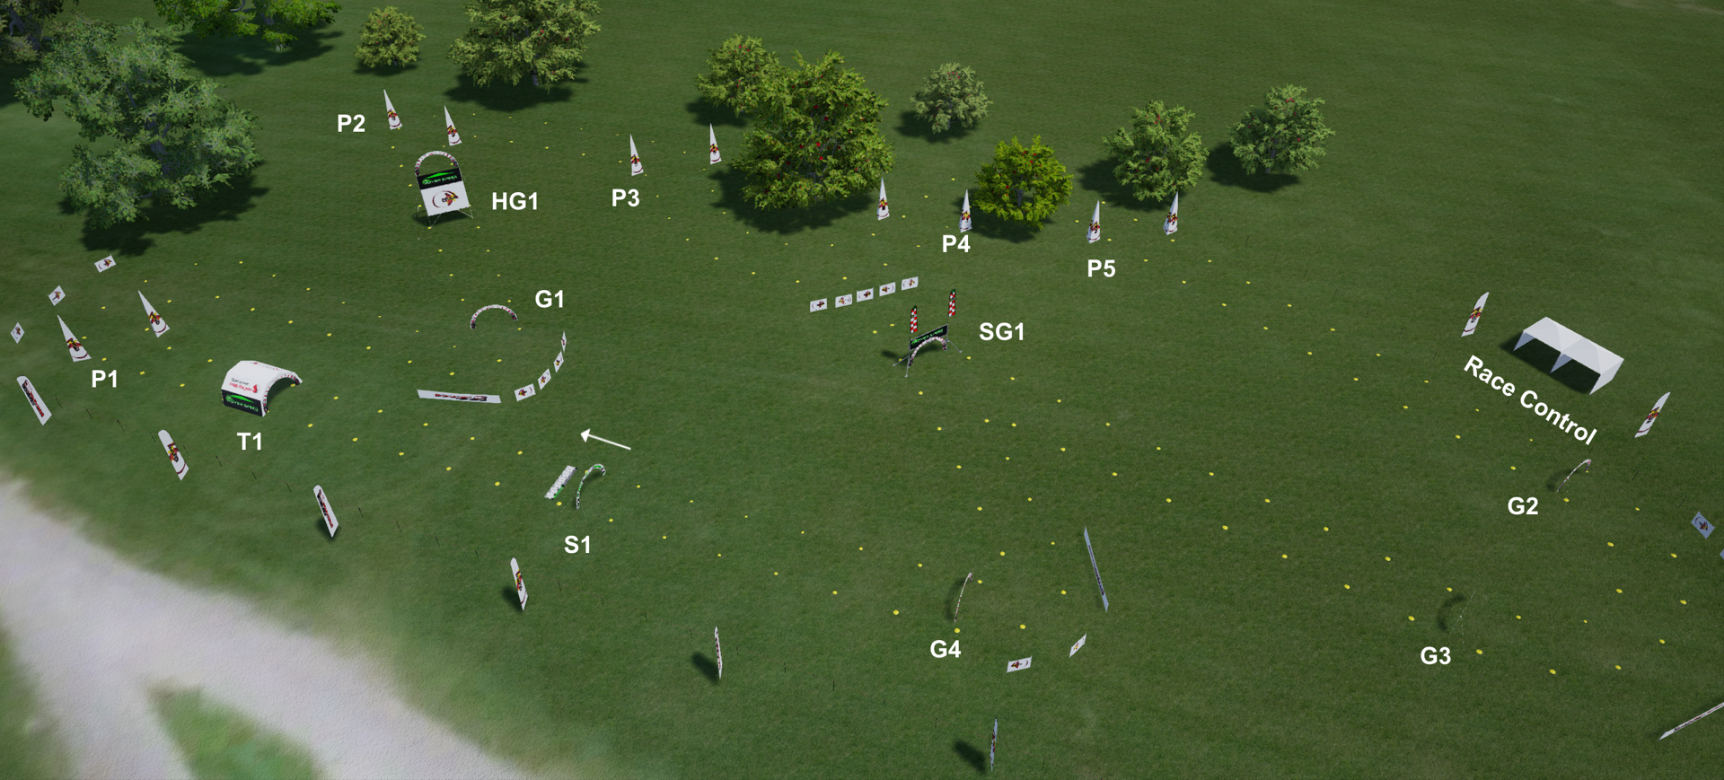 P2
HG1
P3
P4
P5
G1
SG1
P1
Race Control
T1
G2
S1
G4
G3